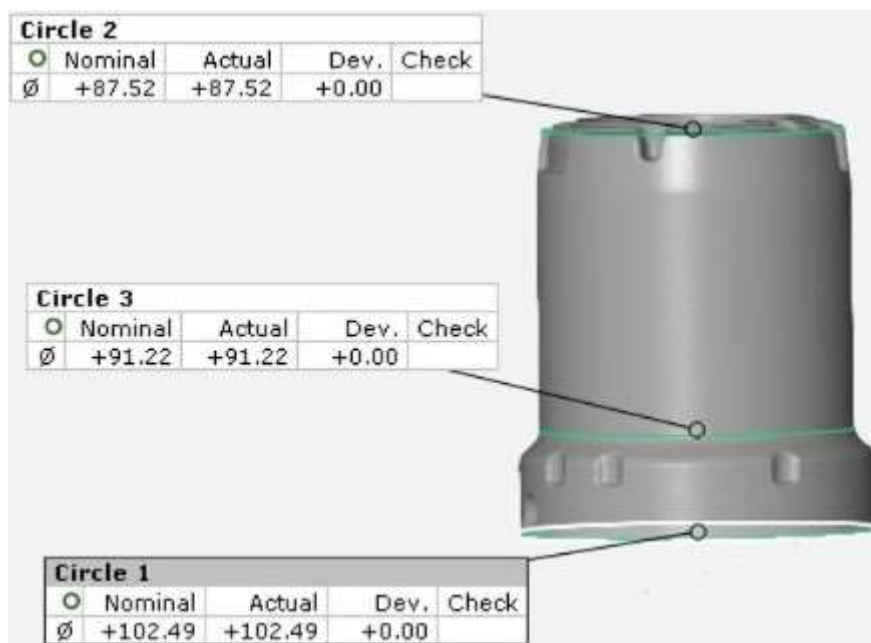 Circle 2
Nominal Actual Dev. Check
Ø +87.52 +87.52 +0.00
Circle 3
Nominal Actual Dev. Check
Ø +91.22 +91.22 +0.00
Circle 1
Nominal Actual Dev. Check
Ø +102.49 +102.49 +0.00